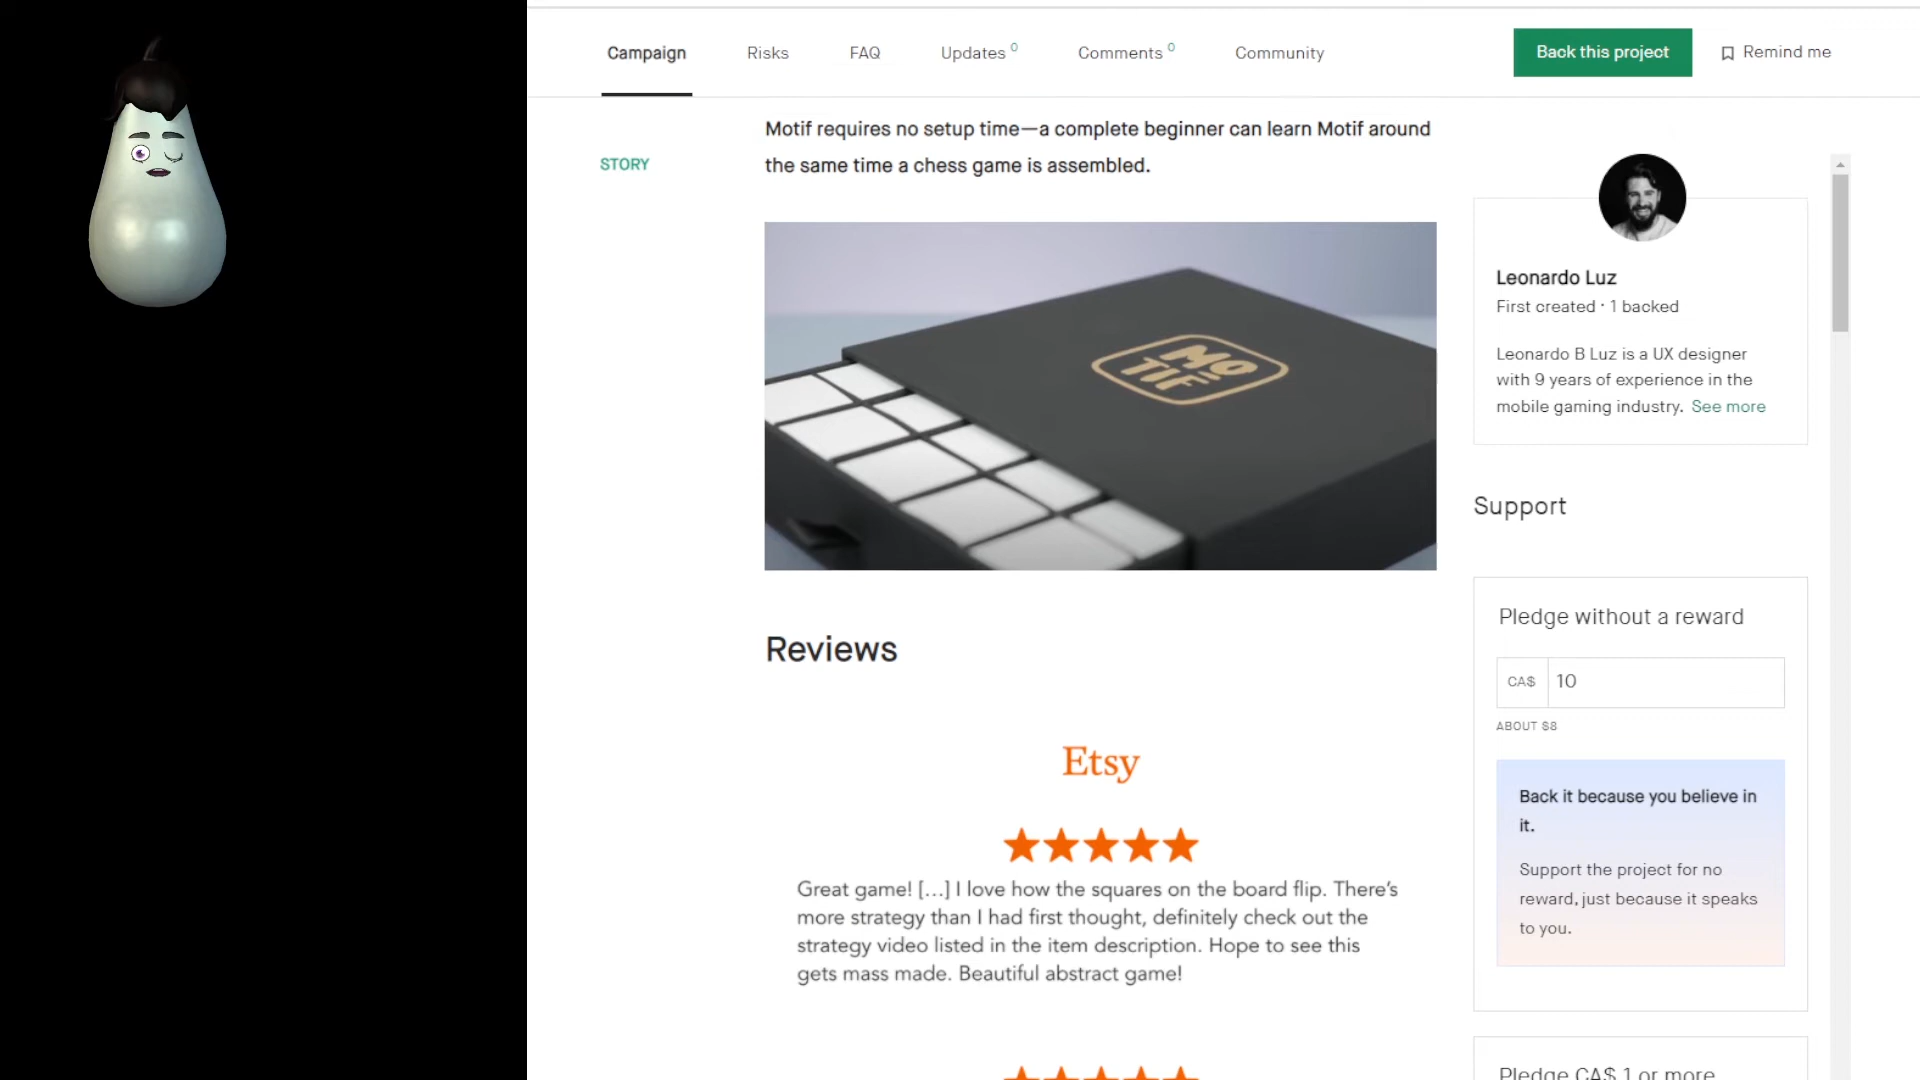 Campaign
Risks
FAQ
Updates 0
Comments 0
Community
Back this project
Remind me
STORY
Motif requires no setup time—a complete beginner can learn Motif around
the same time a chess game is assembled.
MO
TIF
Reviews
Etsy
Great game! [...] I love how the squares on the board flip. There's
more strategy than I had first thought, definitely check out the
strategy video listed in the item description. Hope to see this
gets mass made. Beautiful abstract game!
Leonardo Luz
First created · 1 backed
Leonardo B Luz is a UX designer
with 9 years of experience in the
mobile gaming industry. See more
Support
Pledge without a reward
CA$ 10
ABOUT $8
Back it because you believe in
it.
Support the project for no
reward, just because it speaks
to you.
Pledge CA$ 1 or more